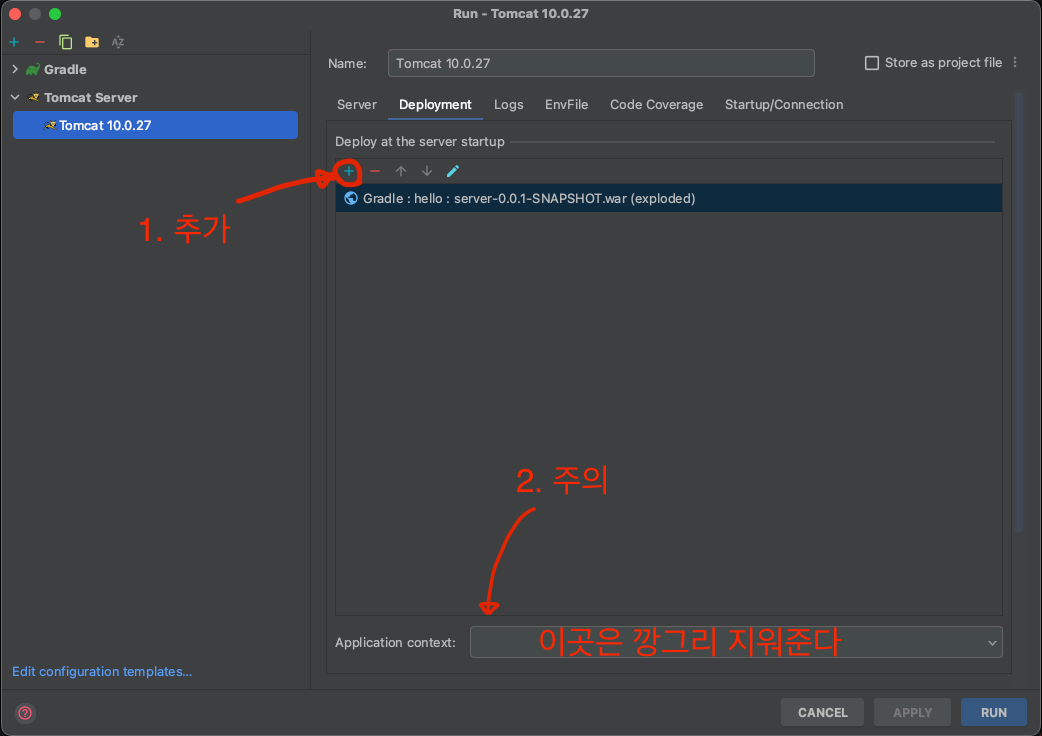 Run - Tomcat 10.0.27
Gradle
Tomcat Server
Tomcat 10.0.27
Name:
Tomcat 10.0.27
Store as project file
Server Deployment Logs EnvFile Code Coverage Startup/Connection
Deploy at the server startup
Gradle : hello : server-0.0.1-SNAPSHOT.war (exploded)
1. 추가
2. 주의
Application context:
이곳은 깡그리 지워준다
Edit configuration templates...
CANCEL
APPLY
RUN